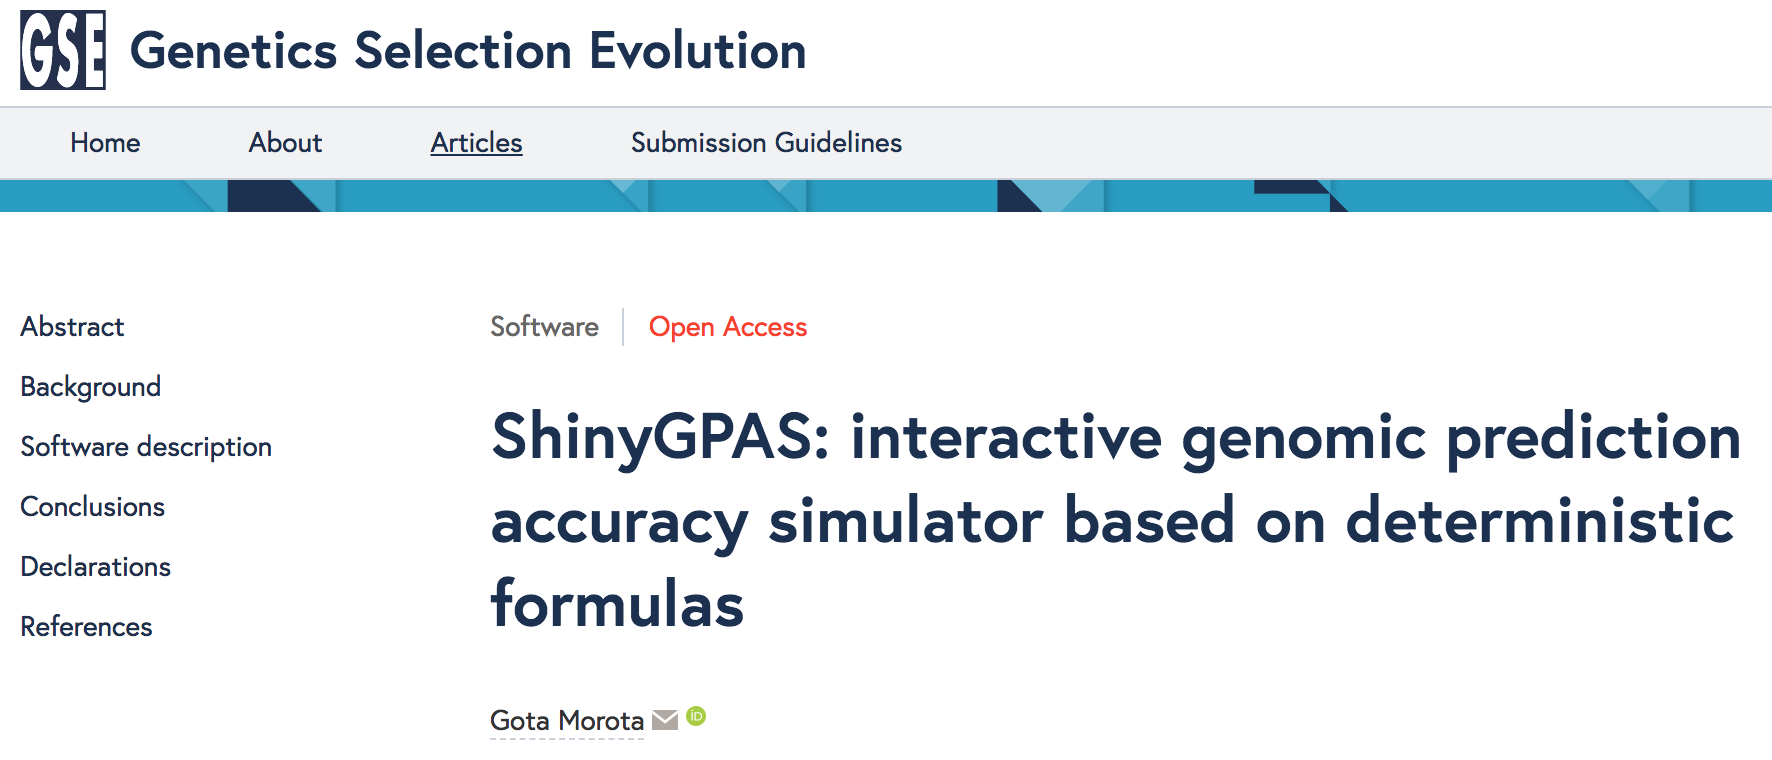 GSE Genetics Selection Evolution
Home About Articles Submission Guidelines
Abstract
Background
Software description
Conclusions
Declarations
References
Software Open Access
ShinyGPAS: interactive genomic prediction
accuracy simulator based on deterministic
formulas
Gota Morota iD